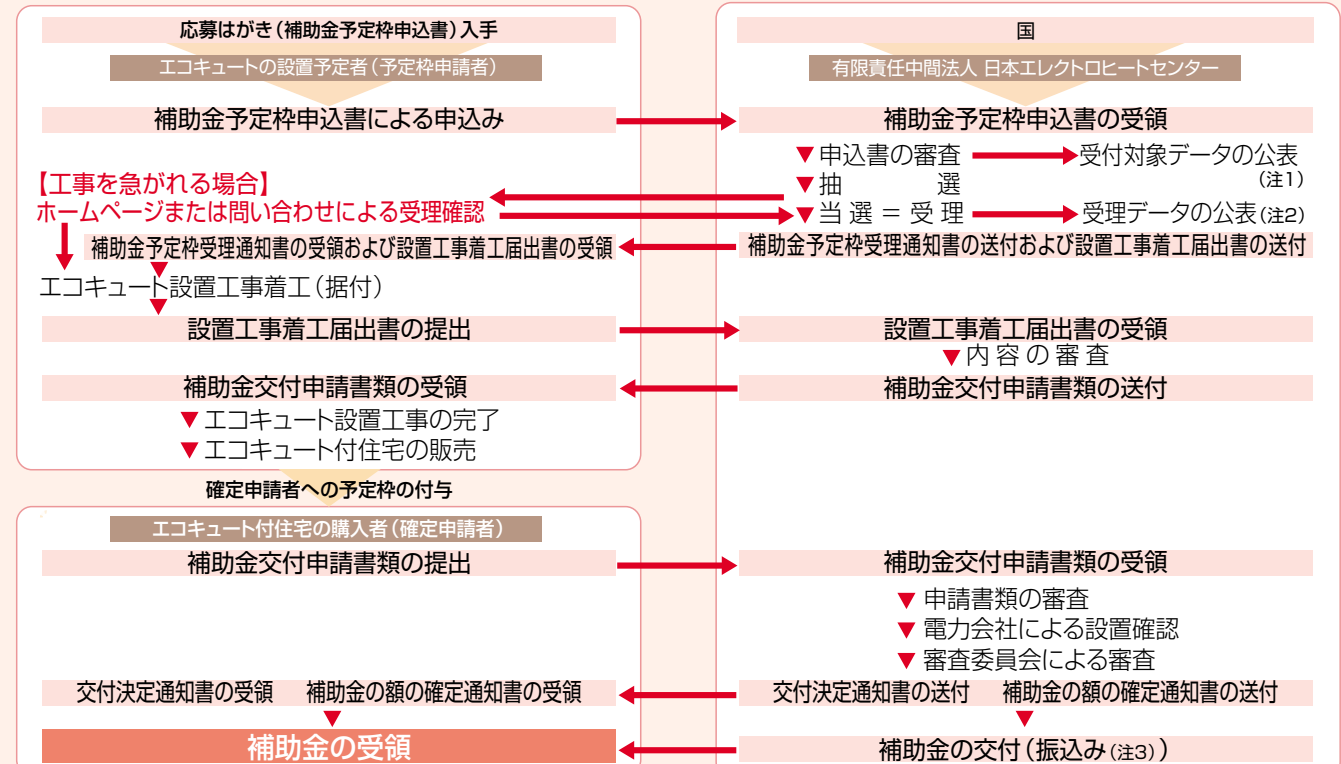 応募はがき(補助金予定枠申込書)入手
エコキュートの設置予定者(予定枠申請者)
補助金予定枠申込書による申込み
【工事を急がれる場合】
ホームページまたは問い合わせによる受理確認
補助金予定枠受理通知書の受領および設置工事着工届出書の受領
エコキュート設置工事着工(据付)
設置工事着工届出書の提出
補助金交付申請書類の受領
▼エコキュート設置工事の完了
▼エコキュート付住宅の販売
確定申請者への予定枠の付与
エコキュート付住宅の購入者(確定申請者)
補助金交付申請書類の提出
交付決定通知書の受領 補助金の額の確定通知書の受領
補助金の受領
国
有限責任中間法人 日本エレクトロヒートセンター
補助金予定枠申込書の受領
▼申込書の審査 受付対象データの公表
(注1)
▼抽 選
▼当選=受理 受理データの公表(注2)
補助金予定枠受理通知書の送付および設置工事着工届出書の送付
設置工事着工届出書の受領
▼内容の審査
補助金交付申請書類の送付
補助金交付申請書類の受領
▼申請書類の審査
▼電力会社による設置確認
▼審査委員会による審査
交付決定通知書の送付 補助金の額の確定通知書の送付
補助金の交付(振込み(注3))